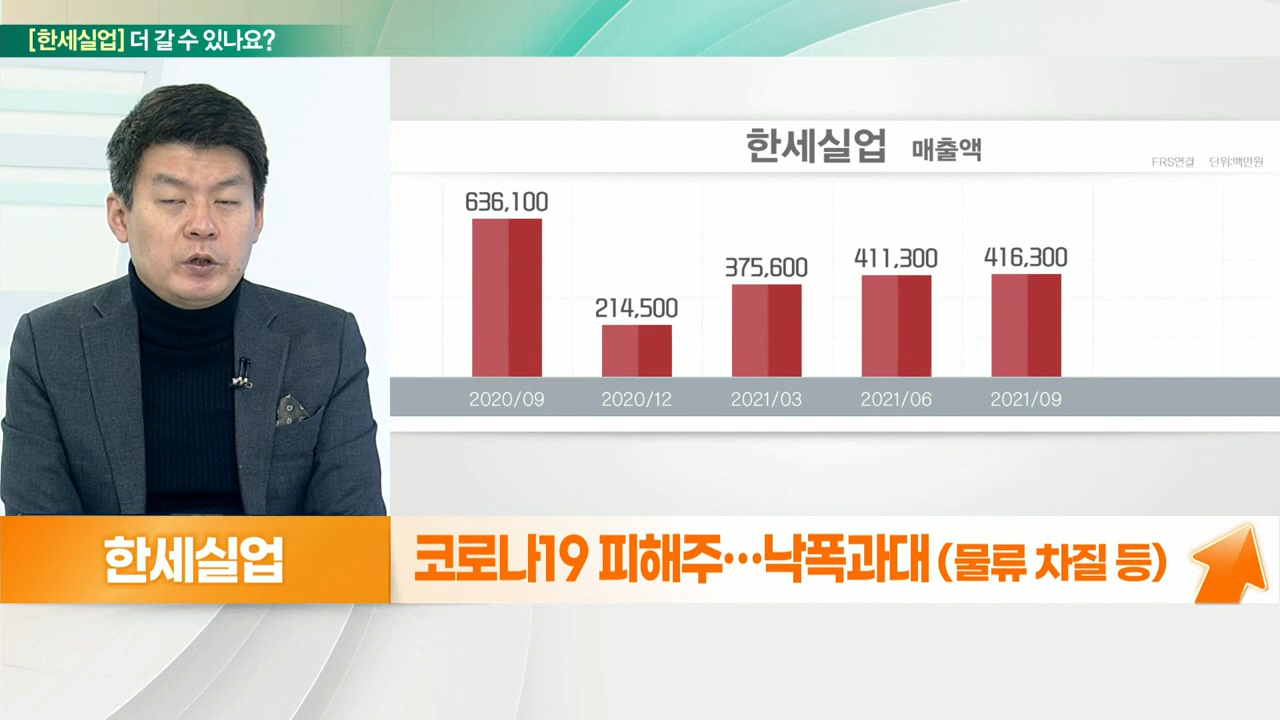 [한세실업] 더 갈 수 있나요?
한세실업 매출액
FRS연결 단위:백만원
636,100
214,500
375,600
411,300
416,300
2020/09 2020/12 2021/03 2021/06 2021/09
한세실업
코로나19 피해주…낙폭과대 (물류 차질 등)